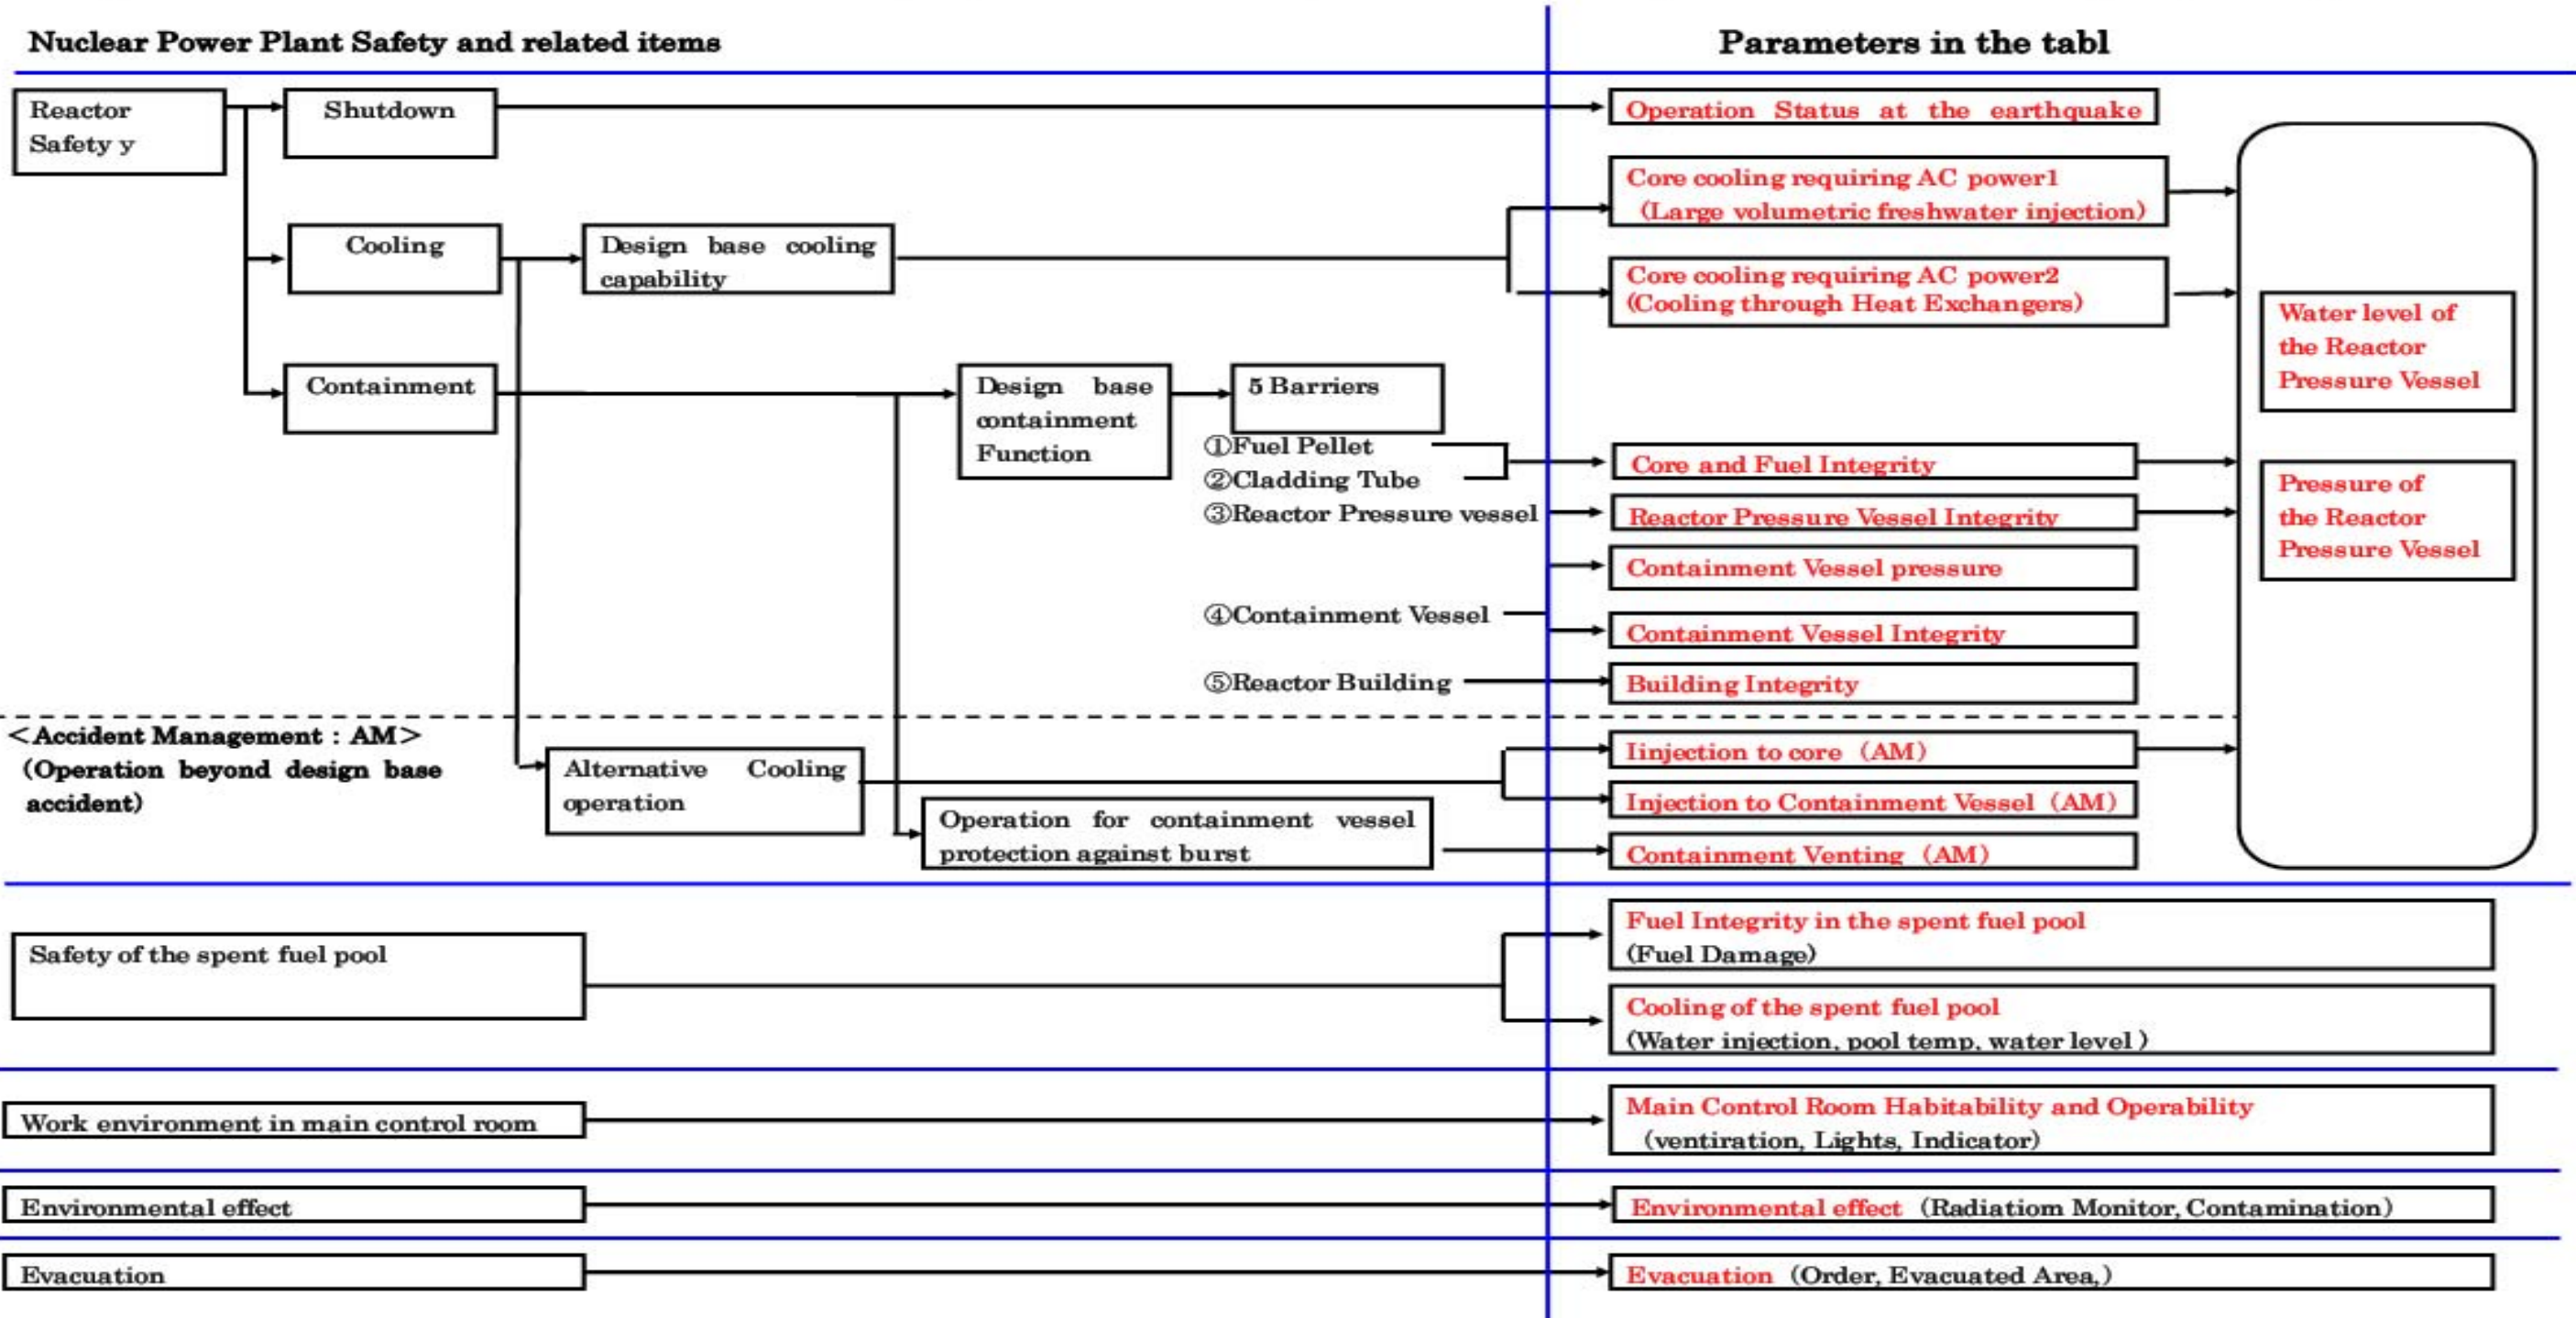 Nuclear Power Plant Safety and related items
Parameters in the tabl
Reactor
Safety y
Shutdown
Operation Status at the earthquake
Cooling
Design base cooling
capability
Core cooling requiring AC power1
(Large volumetric freshwater injection)
Core cooling requiring AC power2
(Cooling through Heat Exchangers)
Water level of
the Reactor
Pressure Vessel
Containment
Design base
containment
Function
5 Barriers
①Fuel Pellet
②Cladding Tube
③Reactor Pressure vessel
④Containment Vessel
⑤Reactor Building
Core and Fuel Integrity
Reactor Pressure Vessel Integrity
Containment Vessel pressure
Containment Vessel Integrity
Building Integrity
Pressure of
the Reactor
Pressure Vessel
<Accident Management : AM>
(Operation beyond design base
accident)
Alternative Cooling
operation
Operation for containment vessel
protection against burst
Iinjection to core (AM)
Injection to Containment Vessel (AM)
Containment Venting (AM)
Safety of the spent fuel pool
Fuel Integrity in the spent fuel pool
(Fuel Damage)
Cooling of the spent fuel pool
(Water injection, pool temp, water level )
Work environment in main control room
Main Control Room Habitability and Operability
(ventiration, Lights, Indicator)
Environmental effect
Environmental effect (Radiatiom Monitor, Contamination)
Evacuation
Evacuation (Order, Evacuated Area,)